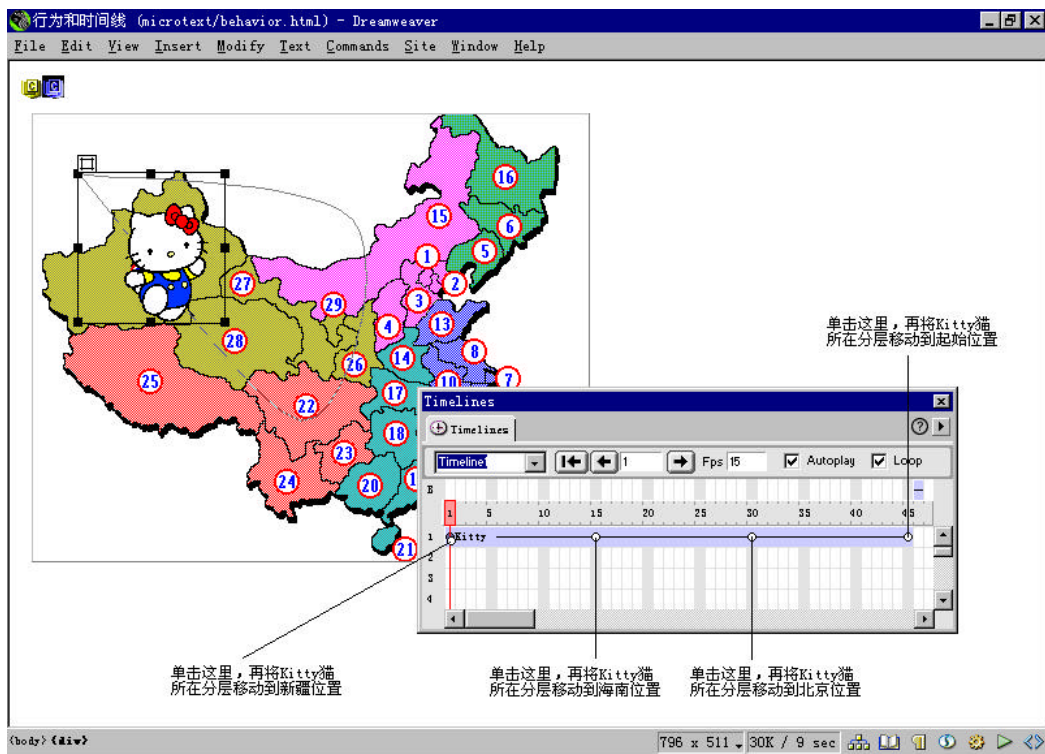 行为和时间线 (microtext/behavior.html) - Dreamweaver
File Edit View Insert Modify Text Commands Site Window Help
16
15
6
1
5
27
2
3
29
4
13
28
14
8
26
25
17
10
7
22
18
23
24
20
1
21
单击这里，再将Kitty猫
所在分层移动到起始位置
Timelines
Timelines
Timeline1 1 Fps 15 Autoplay Loop
B
1 5 10 15 20 25 30 35 40 45
1 Kitty
2
3
4
单击这里，再将Kitty猫
所在分层移动到新疆位置
单击这里，再将Kitty猫
所在分层移动到海南位置
单击这里，再将Kitty猫
所在分层移动到北京位置
<body> <div>
796 x 511 30K / 9 sec